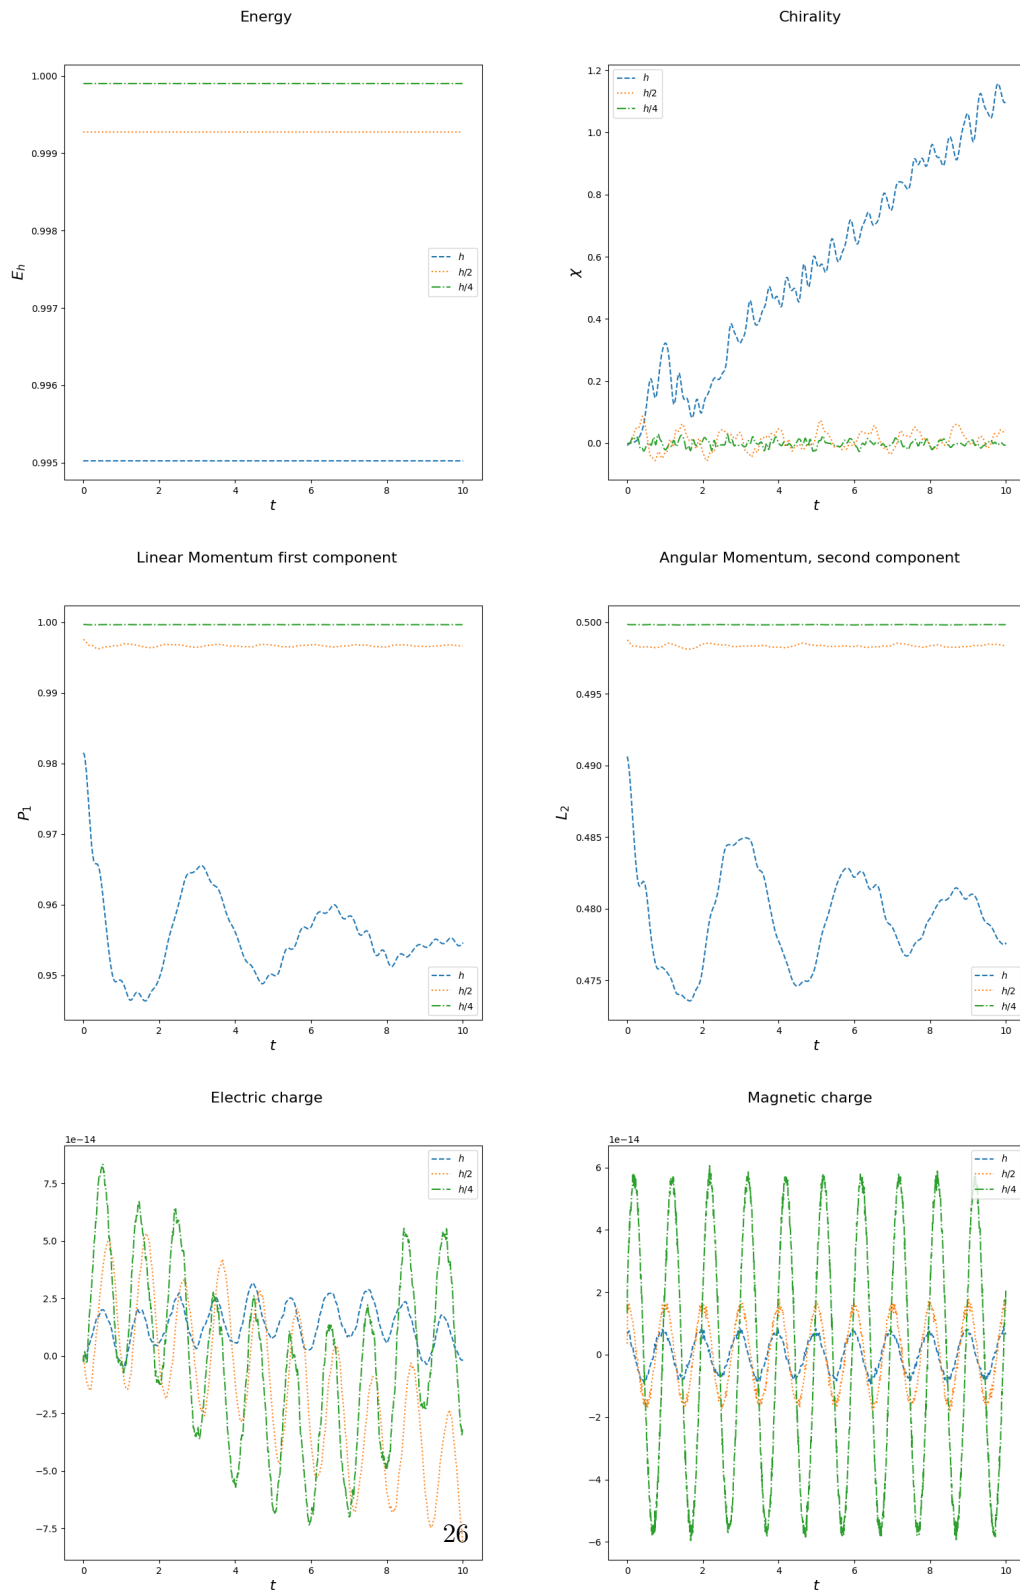 Energy
1.000
0.999
0.998
0.997
0.996
0.995
E_h
h
h/2
h/4
0 2 4 6 8 10
t
Chirality
1.2
1.0
0.8
0.6
0.4
0.2
0.0
χ
h
h/2
h/4
0 2 4 6 8 10
t
Linear Momentum first component
1.00
0.99
0.98
0.97
0.96
0.95
P_1
h
h/2
h/4
0 2 4 6 8 10
t
Angular Momentum, second component
0.500
0.495
0.490
0.485
0.480
0.475
L_2
h
h/2
h/4
0 2 4 6 8 10
t
Electric charge
1e−14
7.5
5.0
2.5
0.0
−2.5
−5.0
−7.5
h
h/2
h/4
0 2 4 6 8 10
t
Magnetic charge
1e−14
6
4
2
0
−2
−4
−6
h
h/2
h/4
0 2 4 6 8 10
t
26